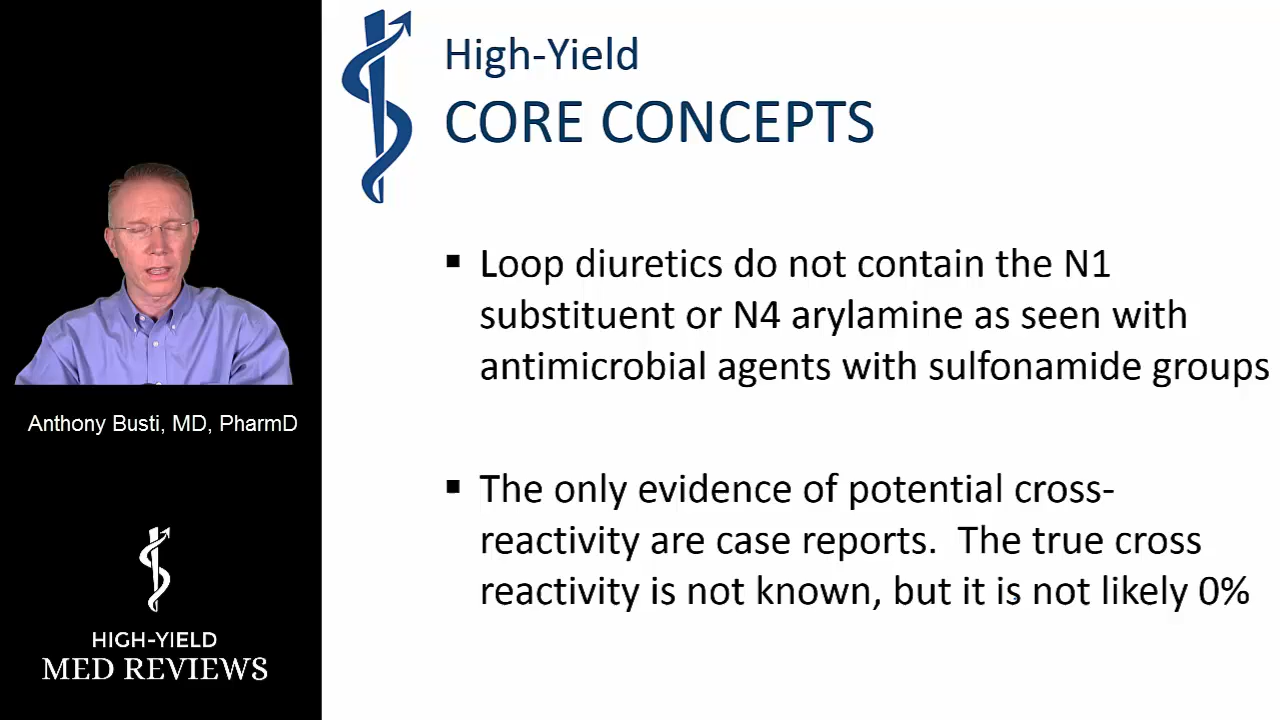 High-Yield
CORE CONCEPTS
▪ Loop diuretics do not contain the N1
substituent or N4 arylamine as seen with
antimicrobial agents with sulfonamide groups
▪ The only evidence of potential cross-
reactivity are case reports.  The true cross
reactivity is not known, but it is not likely 0%
Anthony Busti, MD, PharmD
HIGH-YIELD
MED REVIEWS